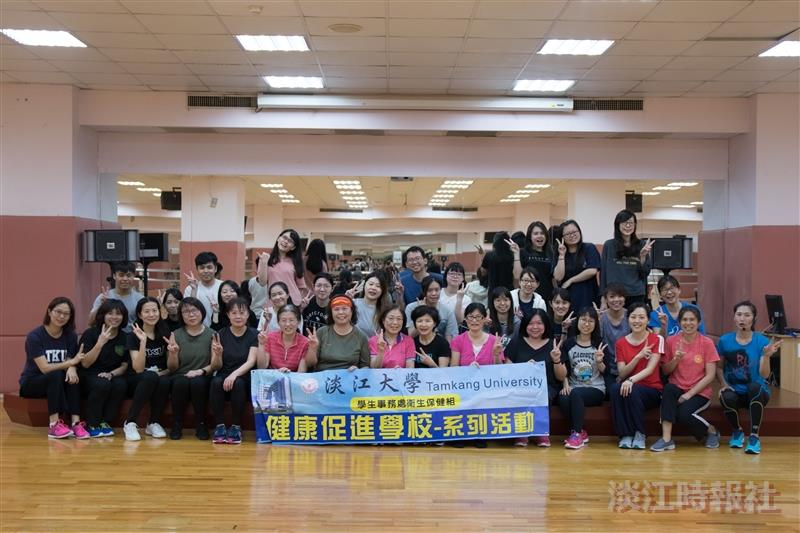 TKU
TKU
淡江大學 Tamkang University
學生事務處衛生保健組
健康促進學校-系列活動
淡江時報社